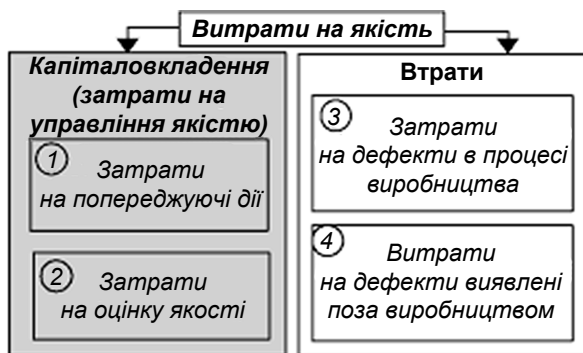 Витрати на якість
Капіталовкладення
(затрати на
управління якістю)
1
Затрати
на попереджуючі дії
2
Затрати
на оцінку якості
Втрати
3
Затрати
на дефекти в процесі
виробництва
4
Витрати
на дефекти виявлені
поза виробництвом